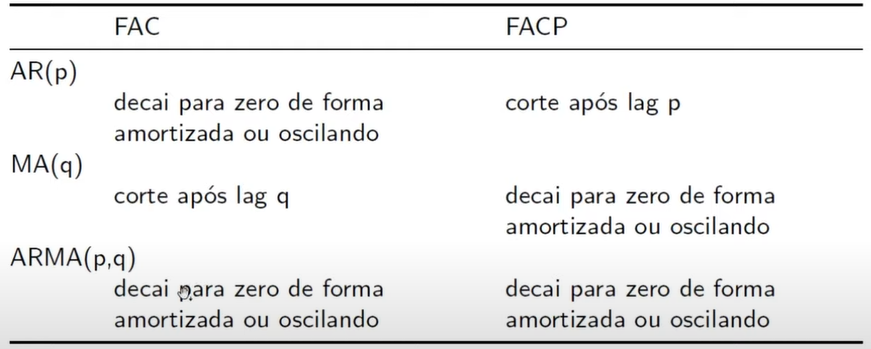 FAC FACP
AR(p)
decai para zero de forma corte após lag p
amortizada ou oscilando
MA(q)
corte após lag q decai para zero de forma
amortizada ou oscilando
ARMA(p,q)
decai para zero de forma decai para zero de forma
amortizada ou oscilando amortizada ou oscilando